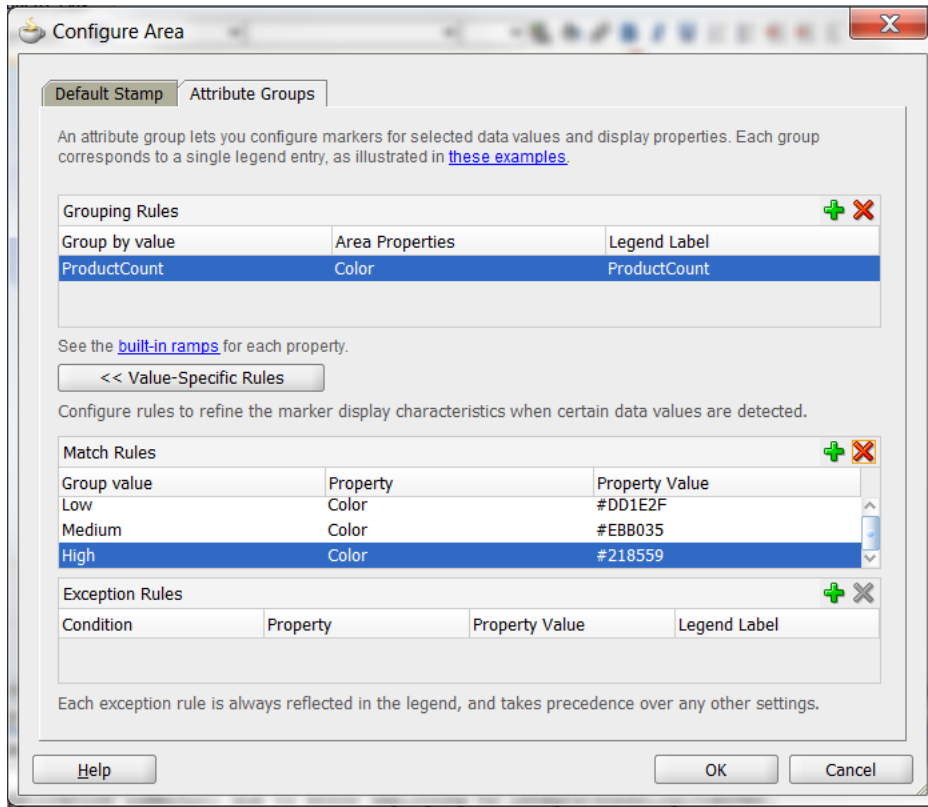 Configure Area
Default Stamp Attribute Groups
An attribute group lets you configure markers for selected data values and display properties. Each group
corresponds to a single legend entry, as illustrated in these examples.
Grouping Rules
Group by value Area Properties Legend Label
ProductCount Color ProductCount
See the built-in ramps for each property.
<< Value-Specific Rules
Configure rules to refine the marker display characteristics when certain data values are detected.
Match Rules
Group value Property Property Value
Low Color #DD1E2F
Medium Color #EBB035
High Color #218559
Exception Rules
Condition Property Property Value Legend Label
Each exception rule is always reflected in the legend, and takes precedence over any other settings.
Help OK Cancel